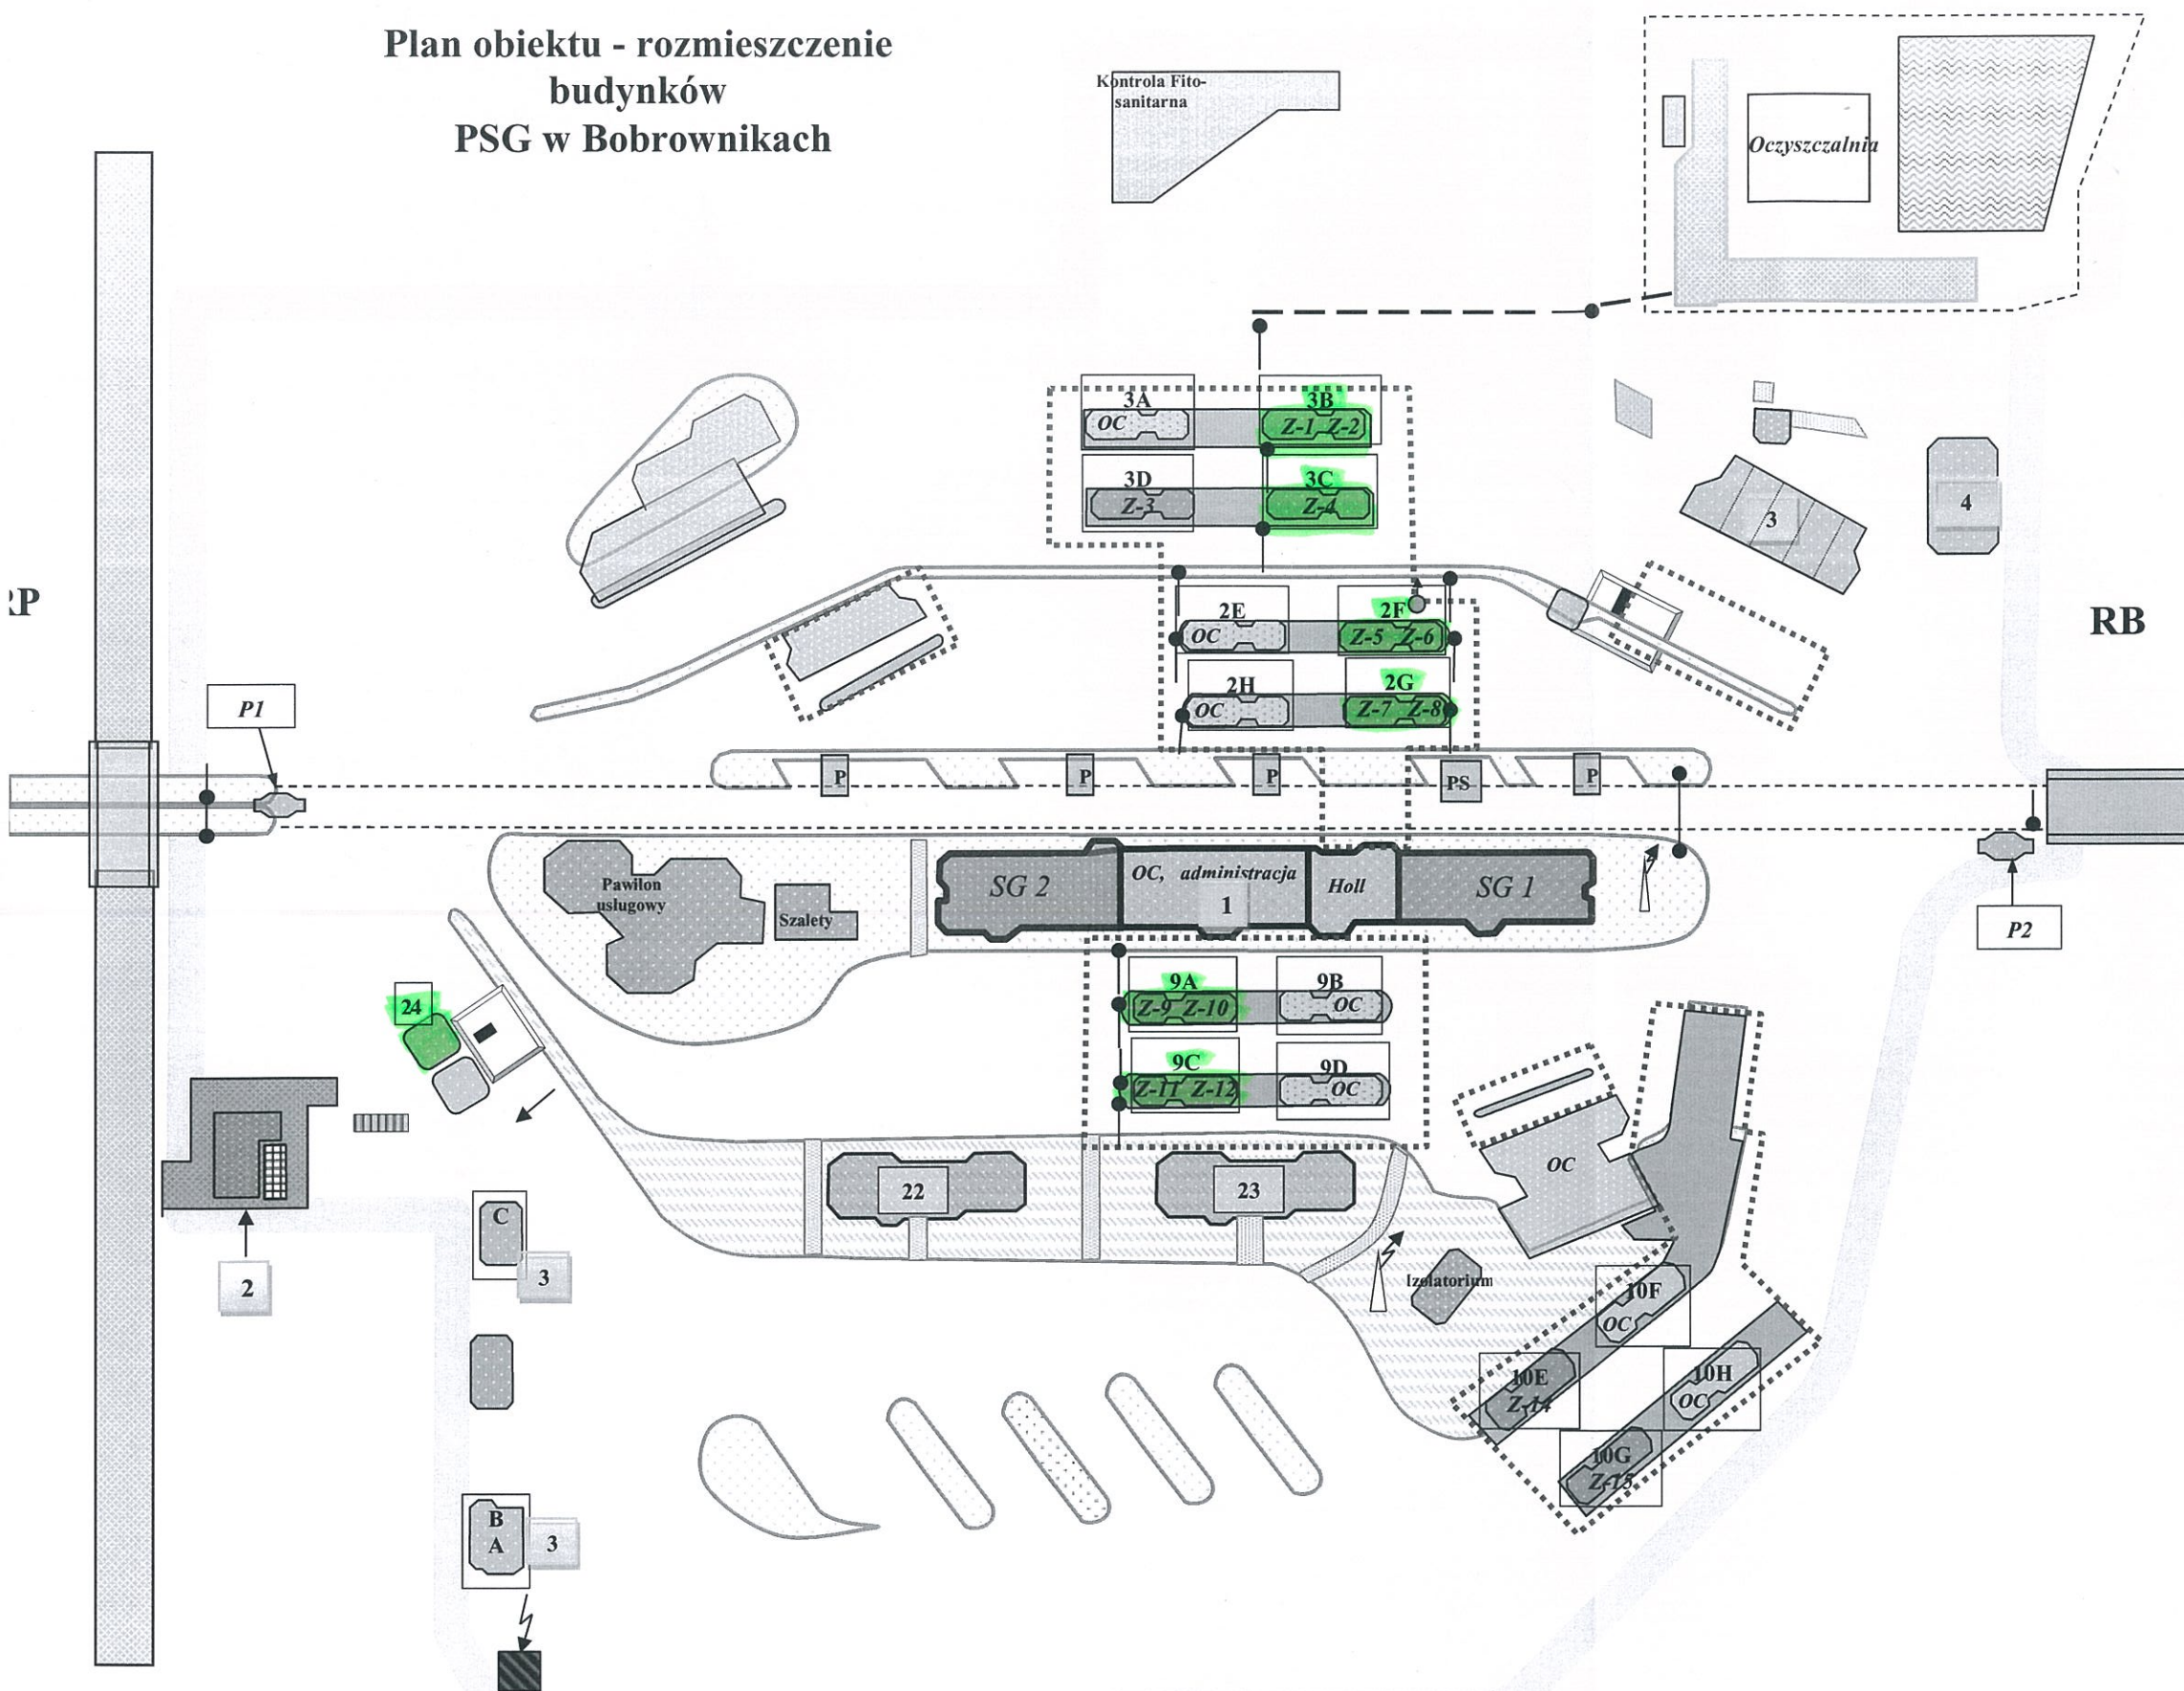 Plan obiektu - rozmieszczenie
budynków
PSG w Bobrownikach
Kontrola Fito-
sanitarna
Oczyszczalnia
3A
OC
3B
Z-1 Z-2
3D
Z-3
3C
Z-4
3
4
RP
RB
2E
OC
2F
Z-5 Z-6
2H
OC
2G
Z-7 Z-8
P1
P
P
P
PS
P
Pawilon
usługowy
Szalety
SG 2
OC, administracja
1
Holl
SG 1
P2
24
9A
Z-9 Z-10
9B
OC
9C
Z-11 Z-12
9D
OC
OC
22
23
2
C
3
Izolatorium
10F
OC
10E
Z-14
10H
OC
10G
Z-15
B
A
3